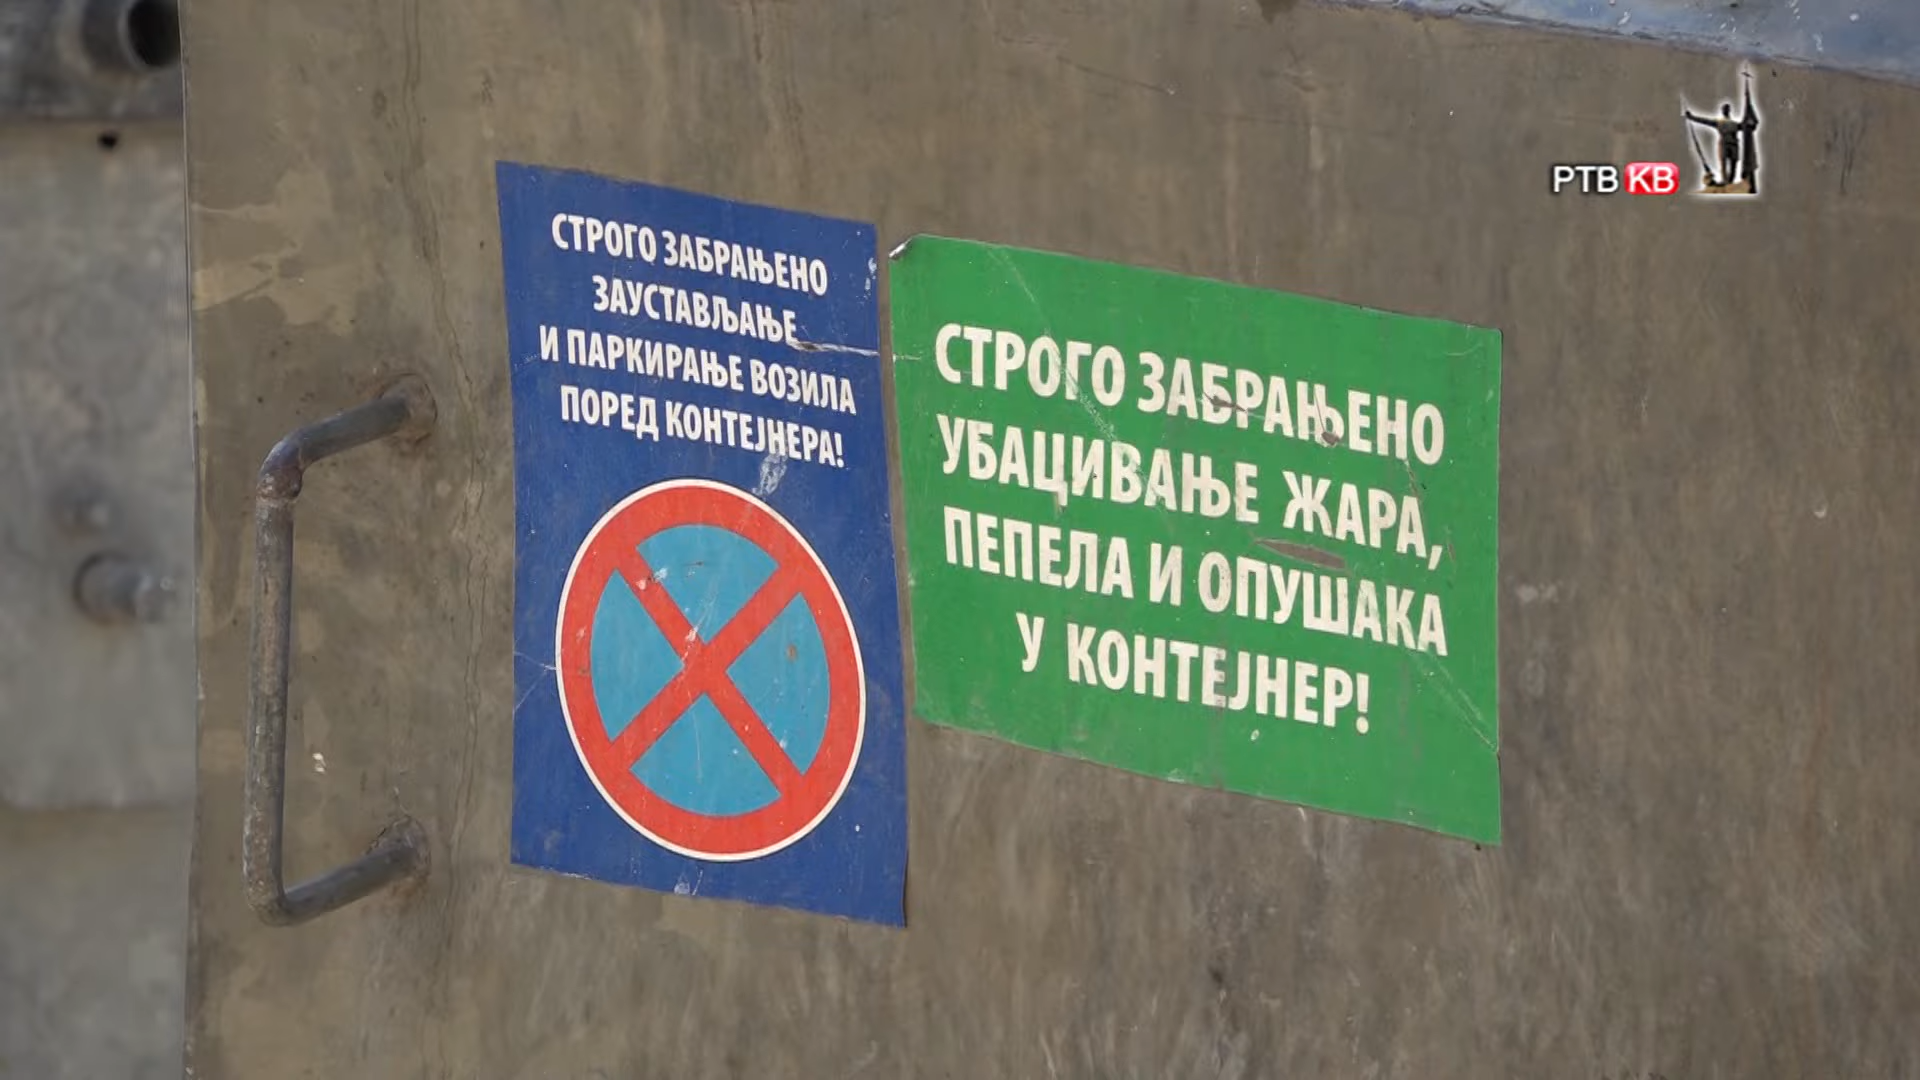 СТРОГО ЗАБРАЊЕНО
ЗАУСТАВЉАЊЕ
И ПАРКИРАЊЕ ВОЗИЛА
ПОРЕД КОНТЕЈНЕРА!
СТРОГО ЗАБРАЊЕНО
УБАЦИВАЊЕ ЖАРА,
ПЕПЕЛА И ОПУШАКА
У КОНТЕЈНЕР!
РТВ КВ